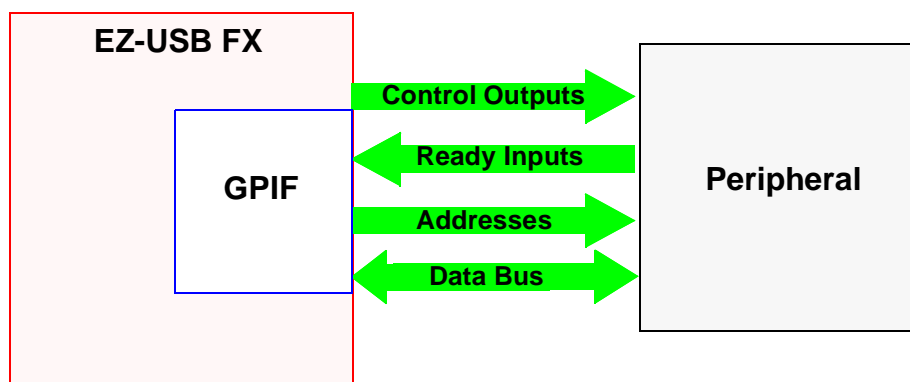 EZ-USB FX
Control Outputs
Ready Inputs
GPIF
Peripheral
Addresses
Data Bus